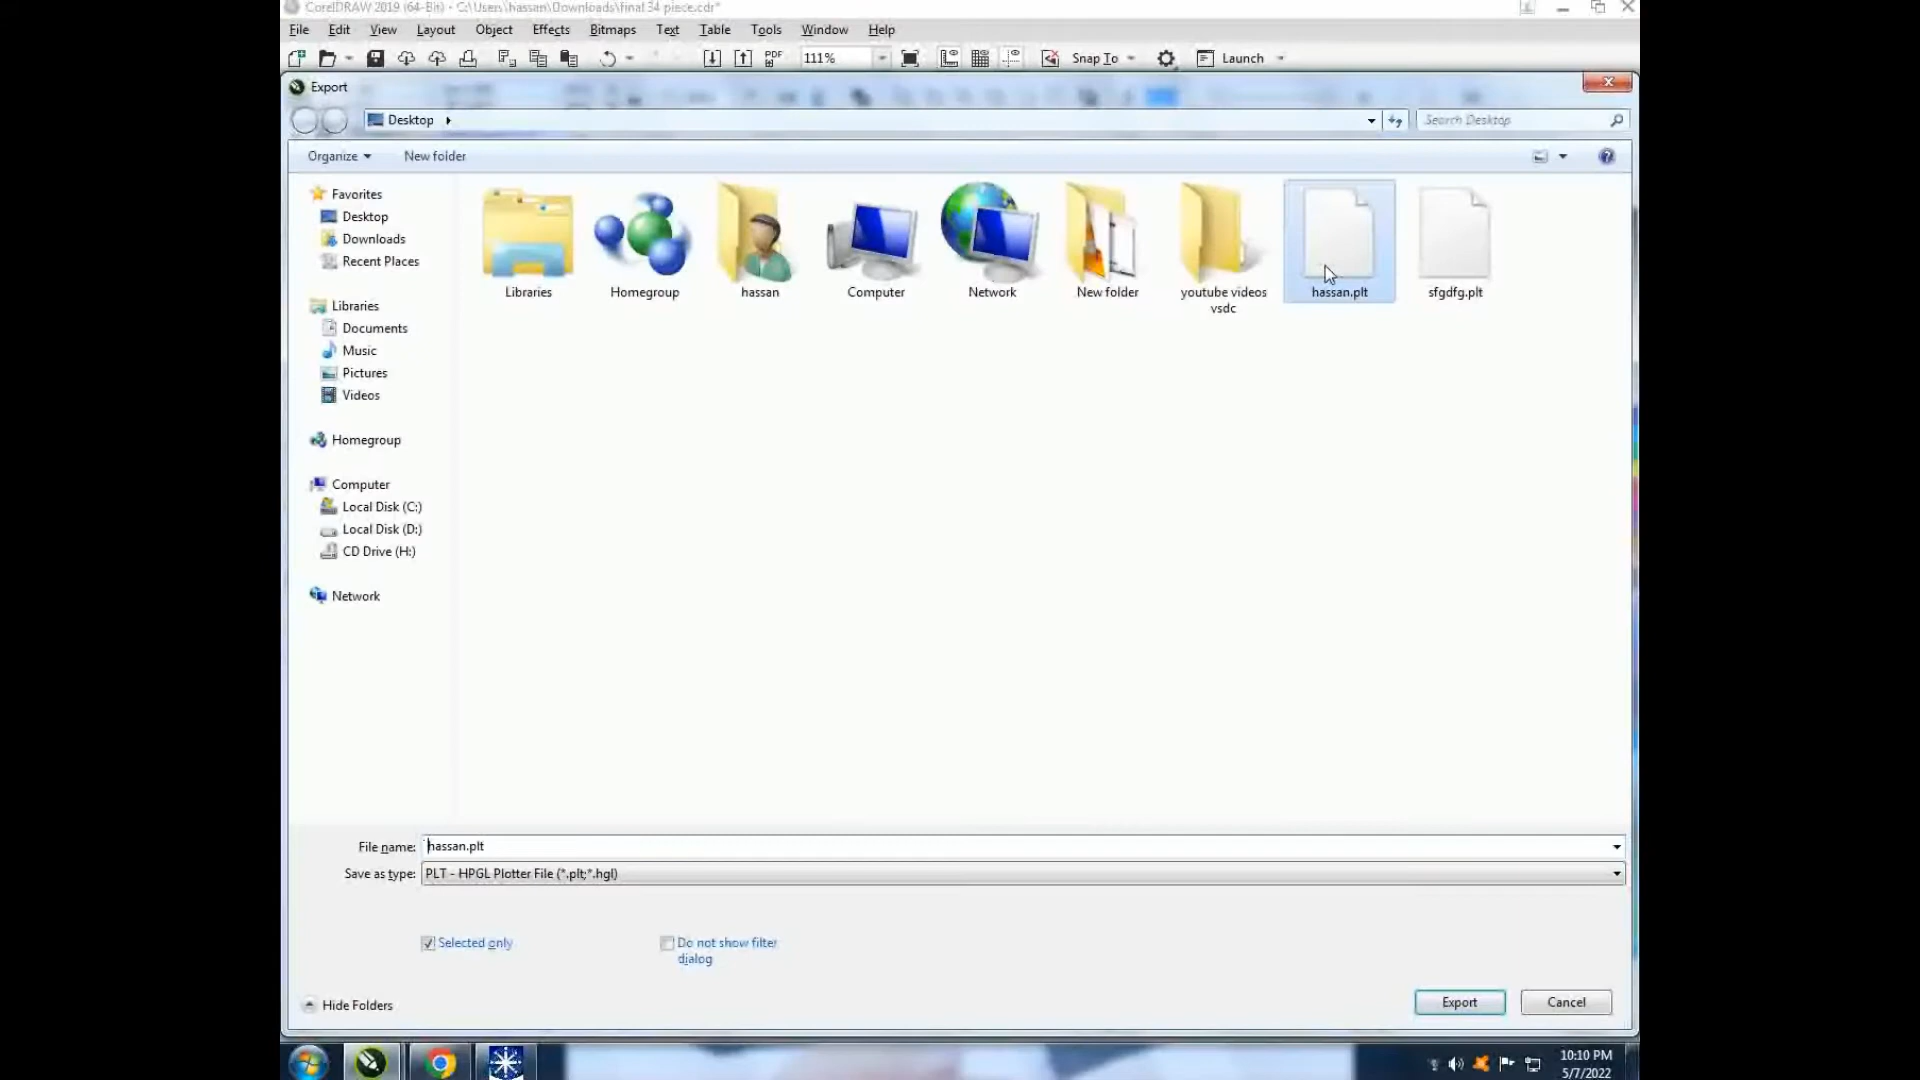 CorelDRAW 2019 (64-Bit) - C:\Users\hassan\Downloads\final 34 piece.cdr*
File Edit View Layout Object Effects Bitmaps Text Table Tools Window Help
PDF 111% Snap To Launch
Export
Desktop Search Desktop
Organize New folder
Favorites
Desktop
Downloads
Recent Places
Libraries
Documents
Music
Pictures
Videos
Homegroup
Computer
Local Disk (C:)
Local Disk (D:)
CD Drive (H:)
Network
Libraries Homegroup hassan Computer Network New folder youtube videos hassan.plt sfgdfg.plt
vsdc
File name: hassan.plt
Save as type: PLT - HPGL Plotter File (*.plt;*.hgl)
Selected only Do not show filter
dialog
Hide Folders Export Cancel
10:10 PM
5/7/2022